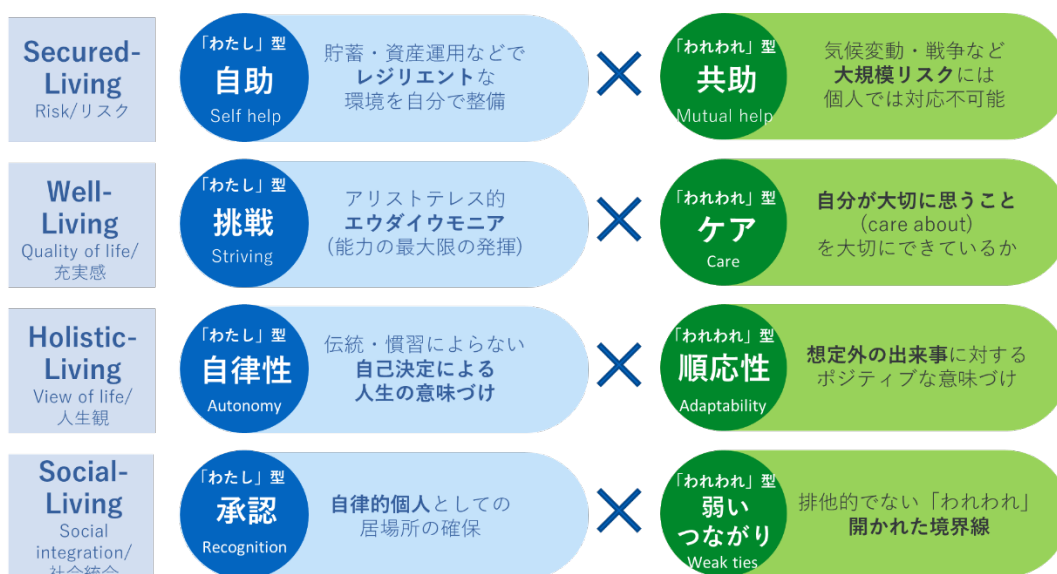 Secured-
Living
Risk/リスク
「わたし」型
自助
Self help
貯蓄・資産運用などで
レジリエントな
環境を自分で整備
「われわれ」型
共助
Mutual help
気候変動・戦争など
大規模リスクには
個人では対応不可能
Well-
Living
Quality of life/
充実感
「わたし」型
挑戦
Striving
アリストテレス的
エウダイウモニア
(能力の最大限の発揮)
「われわれ」型
ケア
Care
自分が大切に思うこと
(care about)
を大切にできているか
Holistic-
Living
View of life/
人生観
「わたし」型
自律性
Autonomy
伝統・慣習によらない
自己決定による
人生の意味づけ
「われわれ」型
順応性
Adaptability
想定外の出来事に対する
ポジティブな意味づけ
Social-
Living
Social
integration/
社会統合
「わたし」型
承認
Recognition
自律的個人としての
居場所の確保
「われわれ」型
弱い
つながり
Weak ties
排他的でない「われわれ」
開かれた境界線